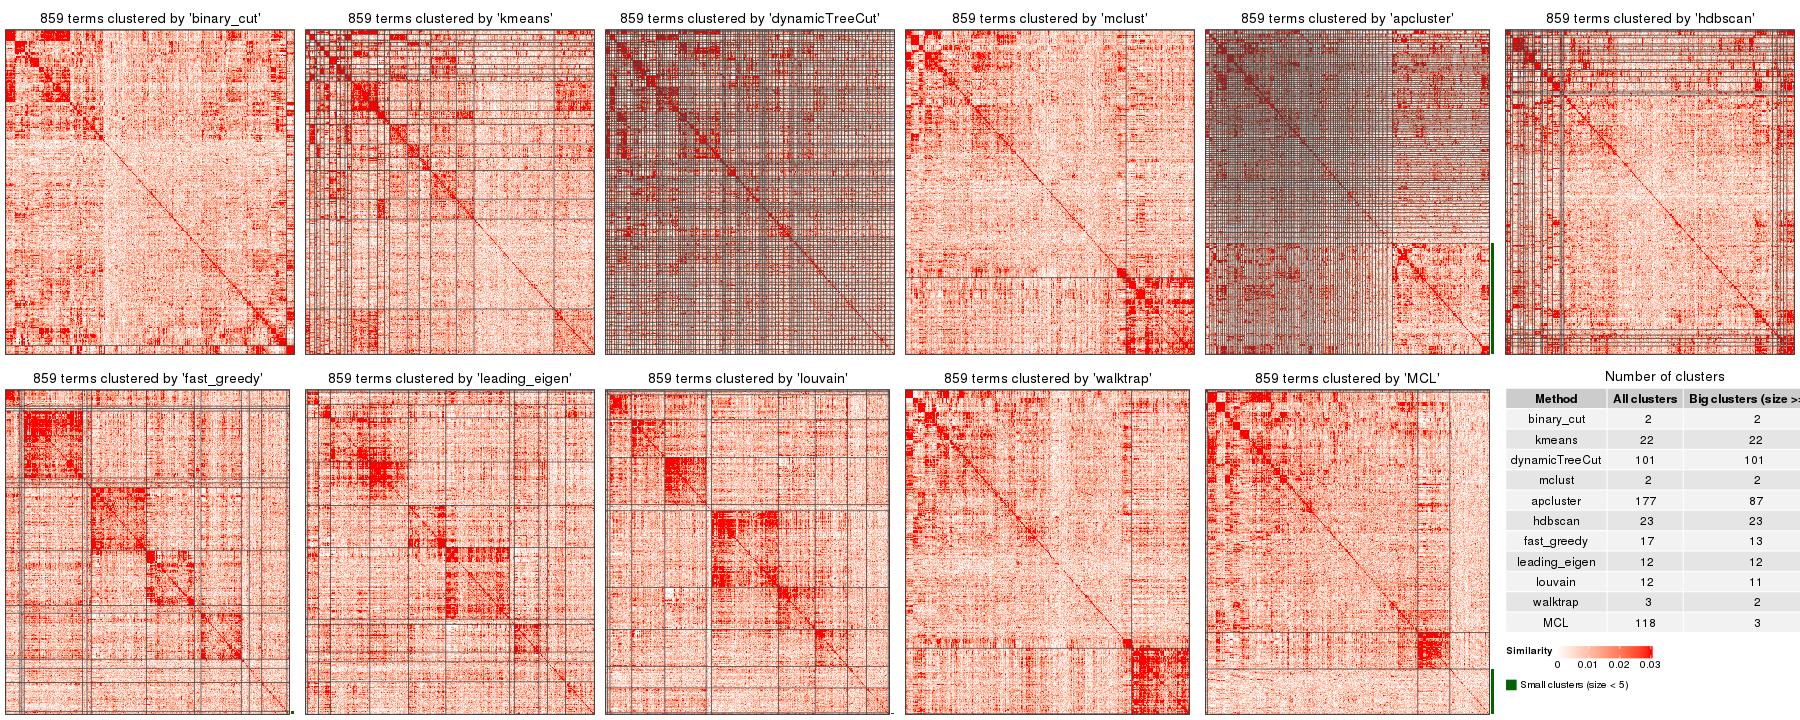 859 terms clustered by 'binary_cut'
859 terms clustered by 'kmeans'
859 terms clustered by 'dynamicTreeCut'
859 terms clustered by 'mclust'
859 terms clustered by 'apcluster'
859 terms clustered by 'hdbscan'
859 terms clustered by 'fast_greedy'
859 terms clustered by 'leading_eigen'
859 terms clustered by 'louvain'
859 terms clustered by 'walktrap'
859 terms clustered by 'MCL'
Number of clusters
Method All clusters Big clusters (size >=
binary_cut 2 2
kmeans 22 22
dynamicTreeCut 101 101
mclust 2 2
apcluster 177 87
hdbscan 23 23
fast_greedy 17 13
leading_eigen 12 12
louvain 12 11
walktrap 3 2
MCL 118 3
Similarity
0 0.01 0.02 0.03
Small clusters (size < 5)